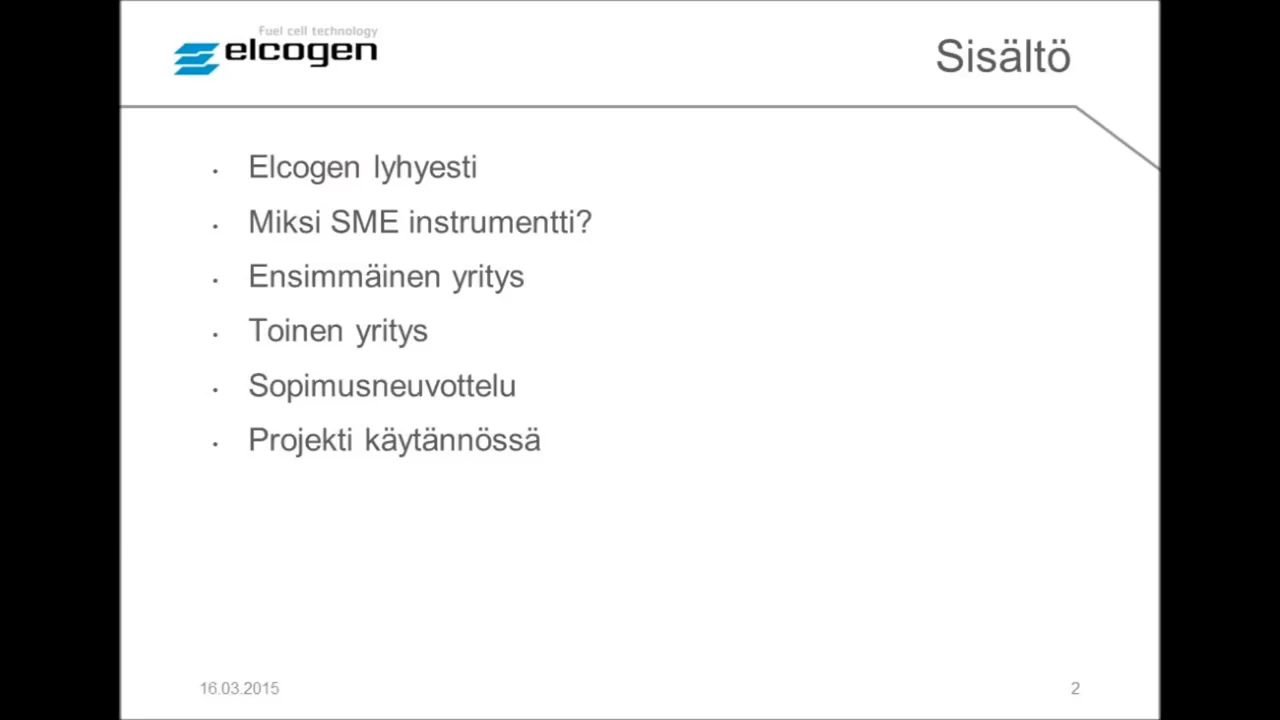 Fuel cell technology
elcogen
Sisältö
• Elcogen lyhyesti
• Miksi SME instrumentti?
• Ensimmäinen yritys
• Toinen yritys
• Sopimusneuvottelu
• Projekti käytännössä
16.03.2015
2